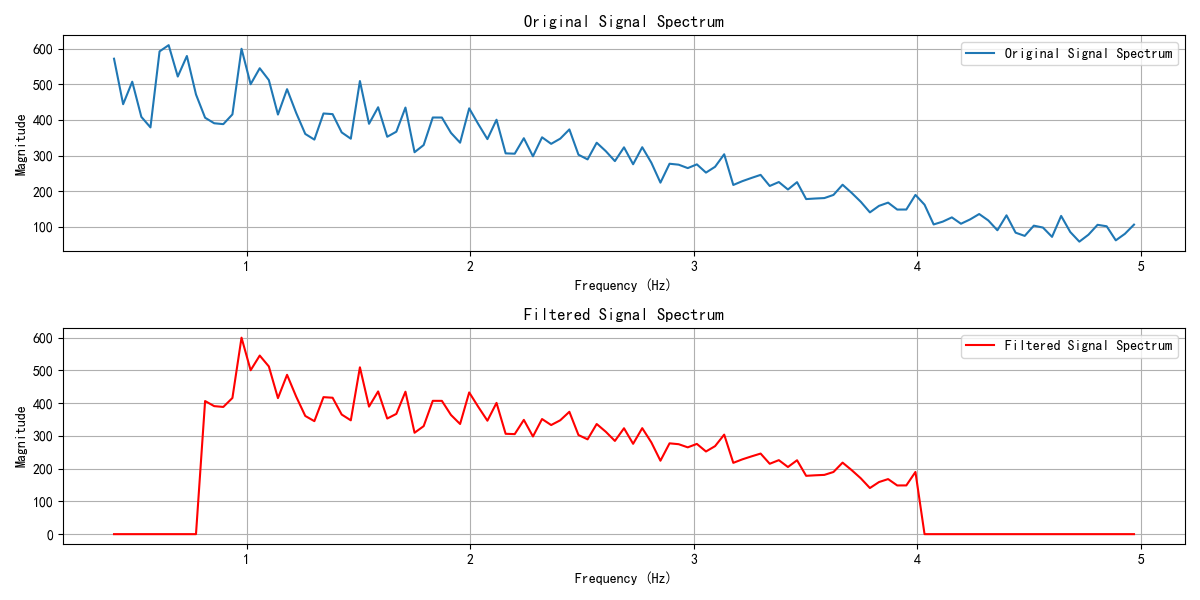 Original Signal Spectrum
Original Signal Spectrum
Magnitude
600
500
400
300
200
100
1
2
3
4
5
Frequency (Hz)
Filtered Signal Spectrum
Filtered Signal Spectrum
Magnitude
600
500
400
300
200
100
0
1
2
3
4
5
Frequency (Hz)